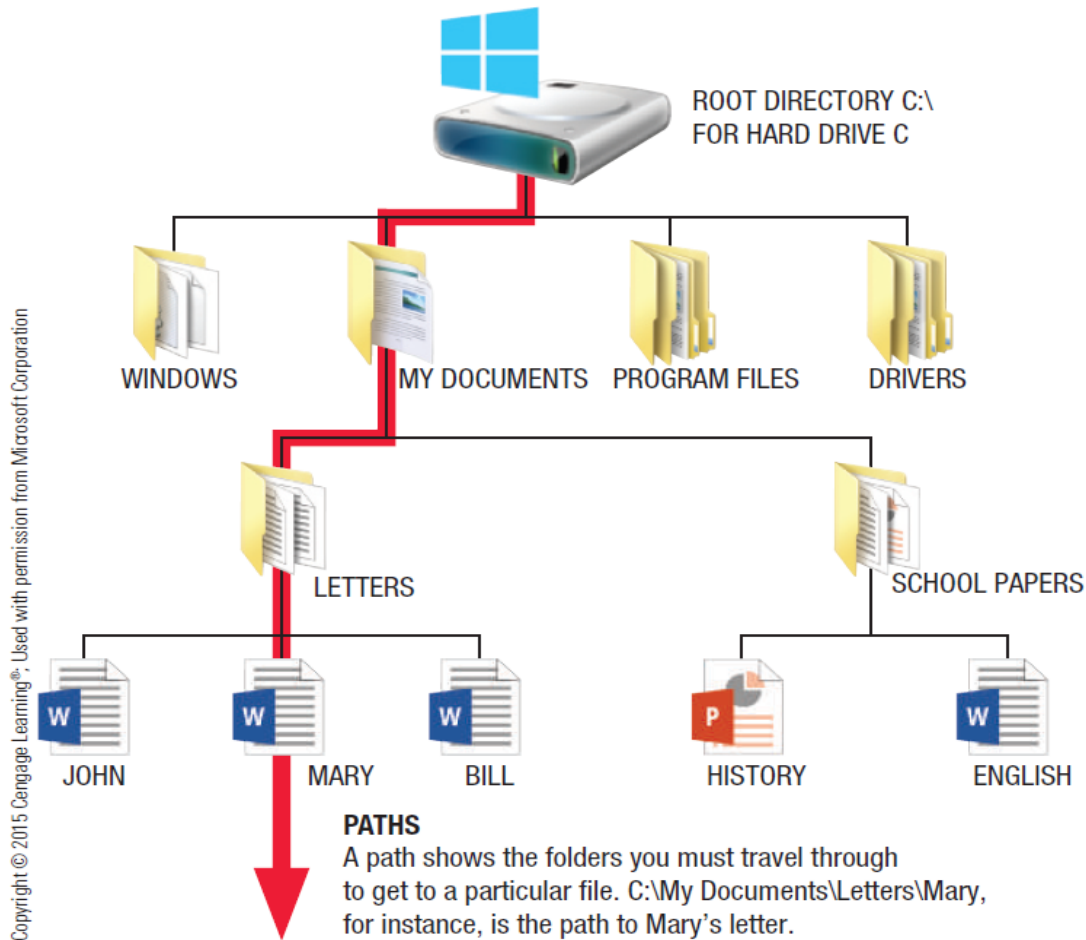 ROOT DIRECTORY C:\
FOR HARD DRIVE C
WINDOWS
MY DOCUMENTS
PROGRAM FILES
DRIVERS
LETTERS
SCHOOL PAPERS
W
W
W
P
W
JOHN
MARY
BILL
HISTORY
ENGLISH
PATHS
A path shows the folders you must travel through
to get to a particular file. C:\My Documents\Letters\Mary,
for instance, is the path to Mary's letter.
Copyright © 2015 Cengage Learning®; Used with permission from Microsoft Corporation